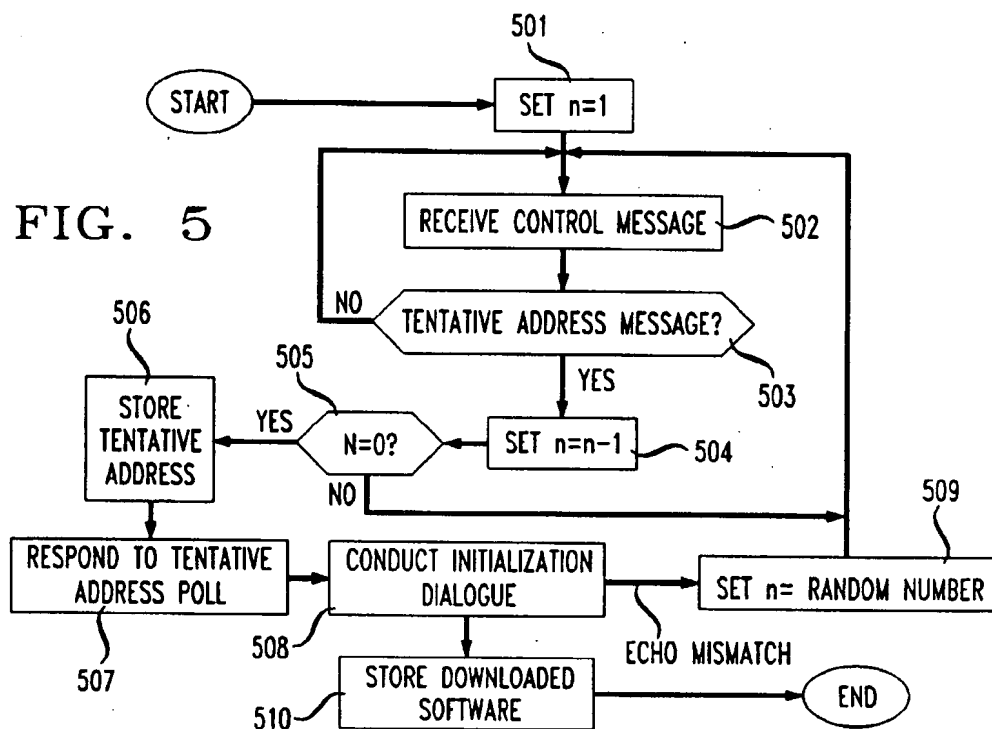 501
START
SET n=1
FIG. 5
RECEIVE CONTROL MESSAGE
502
NO
TENTATIVE ADDRESS MESSAGE?
503
506
505
YES
STORE
TENTATIVE
ADDRESS
YES
N=0?
SET n=n-1
504
NO
509
RESPOND TO TENTATIVE
ADDRESS POLL
CONDUCT INITIALIZATION
DIALOGUE
SET n= RANDOM NUMBER
507
508
ECHO MISMATCH
STORE DOWNLOADED
SOFTWARE
510
END